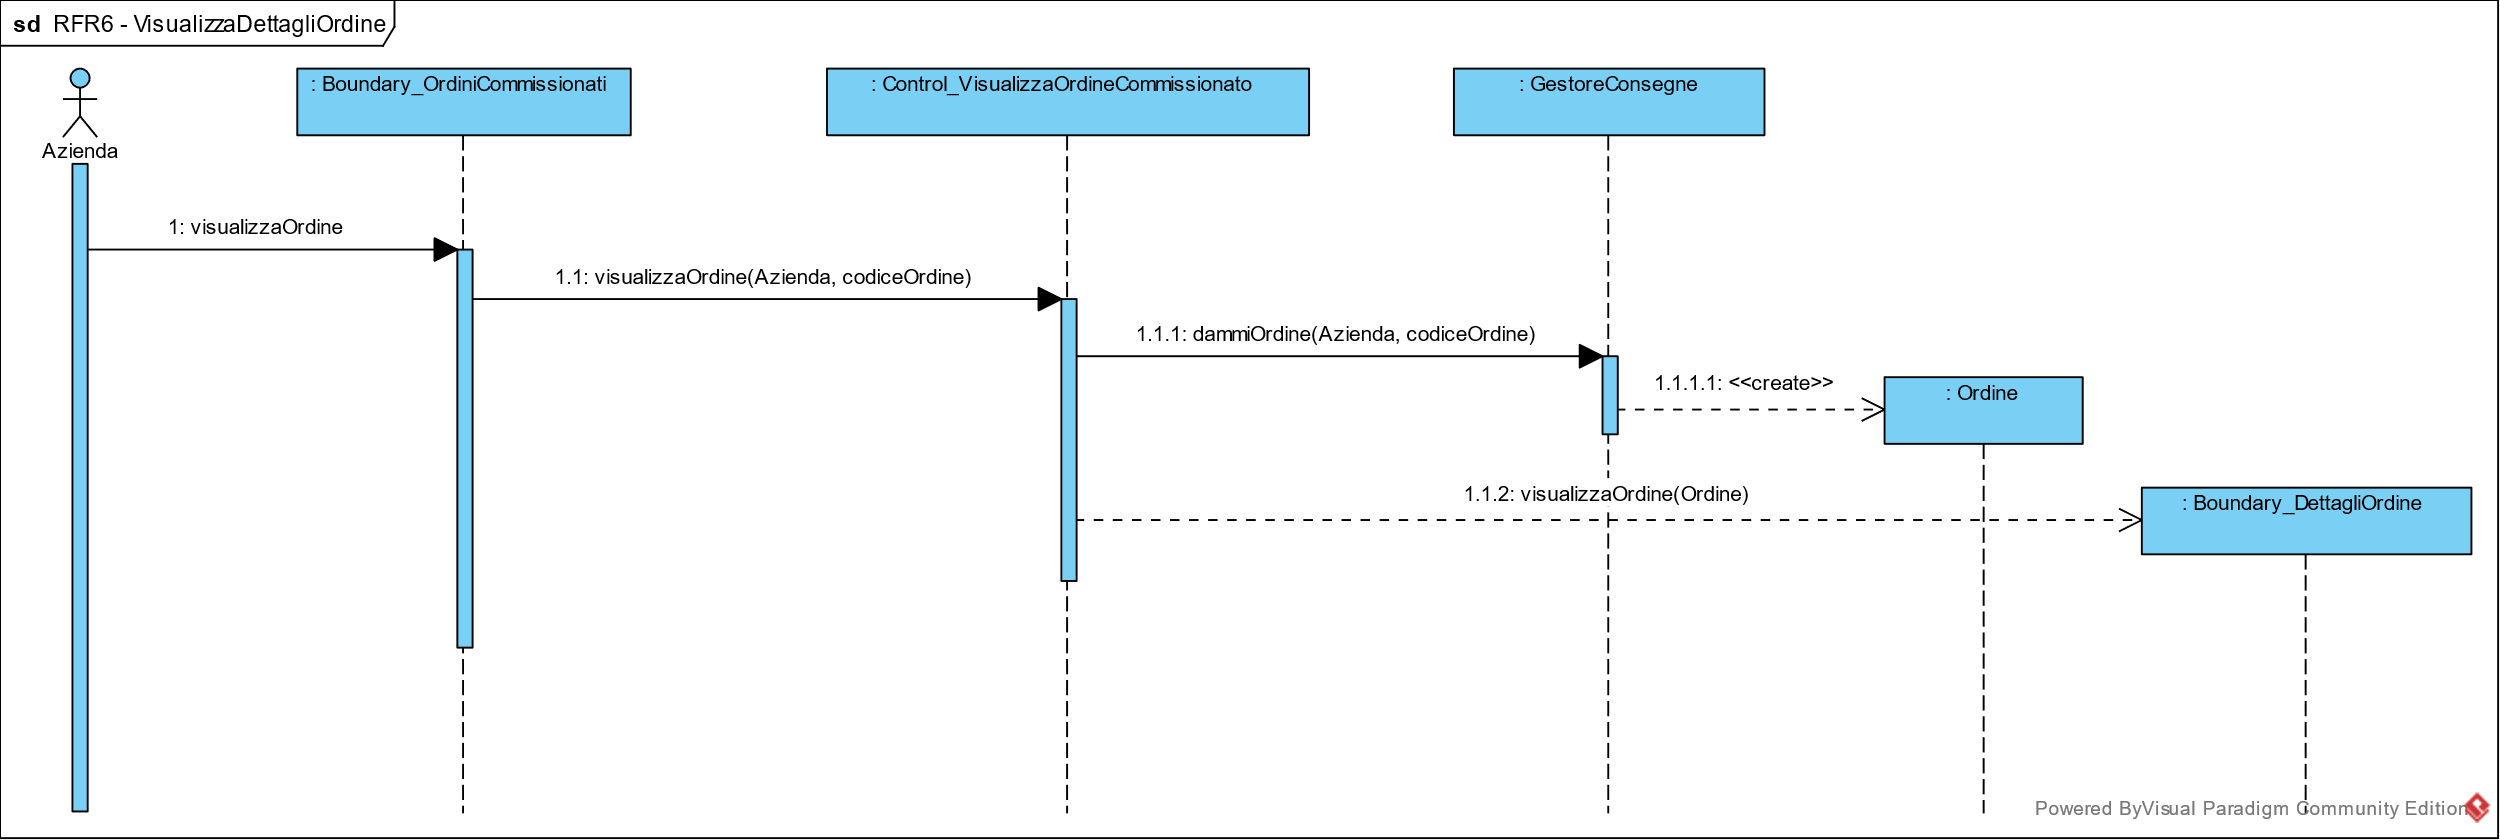 sd RFR6 - VisualizzaDettagliOrdine
: Boundary_OrdiniCommissionati
: Control_VisualizzaOrdineCommissionato
: GestoreConsegne
Azienda
1: visualizzaOrdine
1.1: visualizzaOrdine(Azienda, codiceOrdine)
1.1.1: dammiOrdine(Azienda, codiceOrdine)
1.1.1.1: <<create>>
: Ordine
1.1.2: visualizzaOrdine(Ordine)
: Boundary_DettagliOrdine
Powered ByVisual Paradigm Community Edition